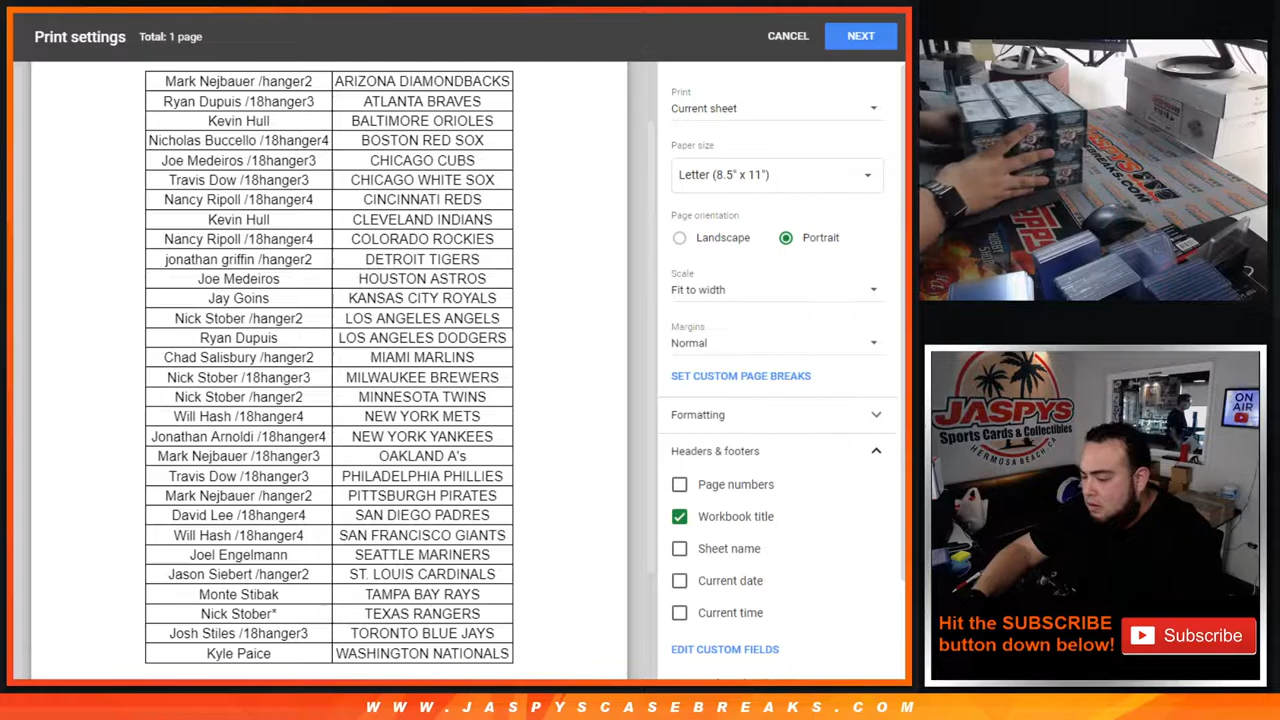 Print settings Total: 1 page CANCEL NEXT
Mark Nejbauer /hanger2 ARIZONA DIAMONDBACKS
Ryan Dupuis /18hanger3 ATLANTA BRAVES
Kevin Hull BALTIMORE ORIOLES
Nicholas Buccello /18hanger4 BOSTON RED SOX
Joe Medeiros /18hanger3 CHICAGO CUBS
Travis Dow /18hanger3 CHICAGO WHITE SOX
Nancy Ripoll /18hanger4 CINCINNATI REDS
Kevin Hull CLEVELAND INDIANS
Nancy Ripoll /18hanger4 COLORADO ROCKIES
jonathan griffin /hanger2 DETROIT TIGERS
Joe Medeiros HOUSTON ASTROS
Jay Goins KANSAS CITY ROYALS
Nick Stober /hanger2 LOS ANGELES ANGELS
Ryan Dupuis LOS ANGELES DODGERS
Chad Salisbury /hanger2 MIAMI MARLINS
Nick Stober /18hanger3 MILWAUKEE BREWERS
Nick Stober /hanger2 MINNESOTA TWINS
Will Hash /18hanger4 NEW YORK METS
Jonathan Arnoldi /18hanger4 NEW YORK YANKEES
Mark Nejbauer /18hanger3 OAKLAND A's
Travis Dow /18hanger3 PHILADELPHIA PHILLIES
Mark Nejbauer /hanger2 PITTSBURGH PIRATES
David Lee /18hanger4 SAN DIEGO PADRES
Will Hash /18hanger4 SAN FRANCISCO GIANTS
Joel Engelmann SEATTLE MARINERS
Jason Siebert /hanger2 ST. LOUIS CARDINALS
Monte Stibak TAMPA BAY RAYS
Nick Stober* TEXAS RANGERS
Josh Stiles /18hanger3 TORONTO BLUE JAYS
Kyle Paice WASHINGTON NATIONALS
Print
Current sheet
Paper size
Letter (8.5" x 11")
Page orientation
Landscape Portrait
Scale
Fit to width
Margins
Normal
SET CUSTOM PAGE BREAKS
Formatting
Headers & footers
Page numbers
Workbook title
Sheet name
Current date
Current time
EDIT CUSTOM FIELDS
JASPYS
Sports Cards & Collectibles
HERMOSA BEACH, CA
ON
AIR
Hit the SUBSCRIBE
button down below!
Subscribe
WWW.JASPYSCASEBREAKS.COM